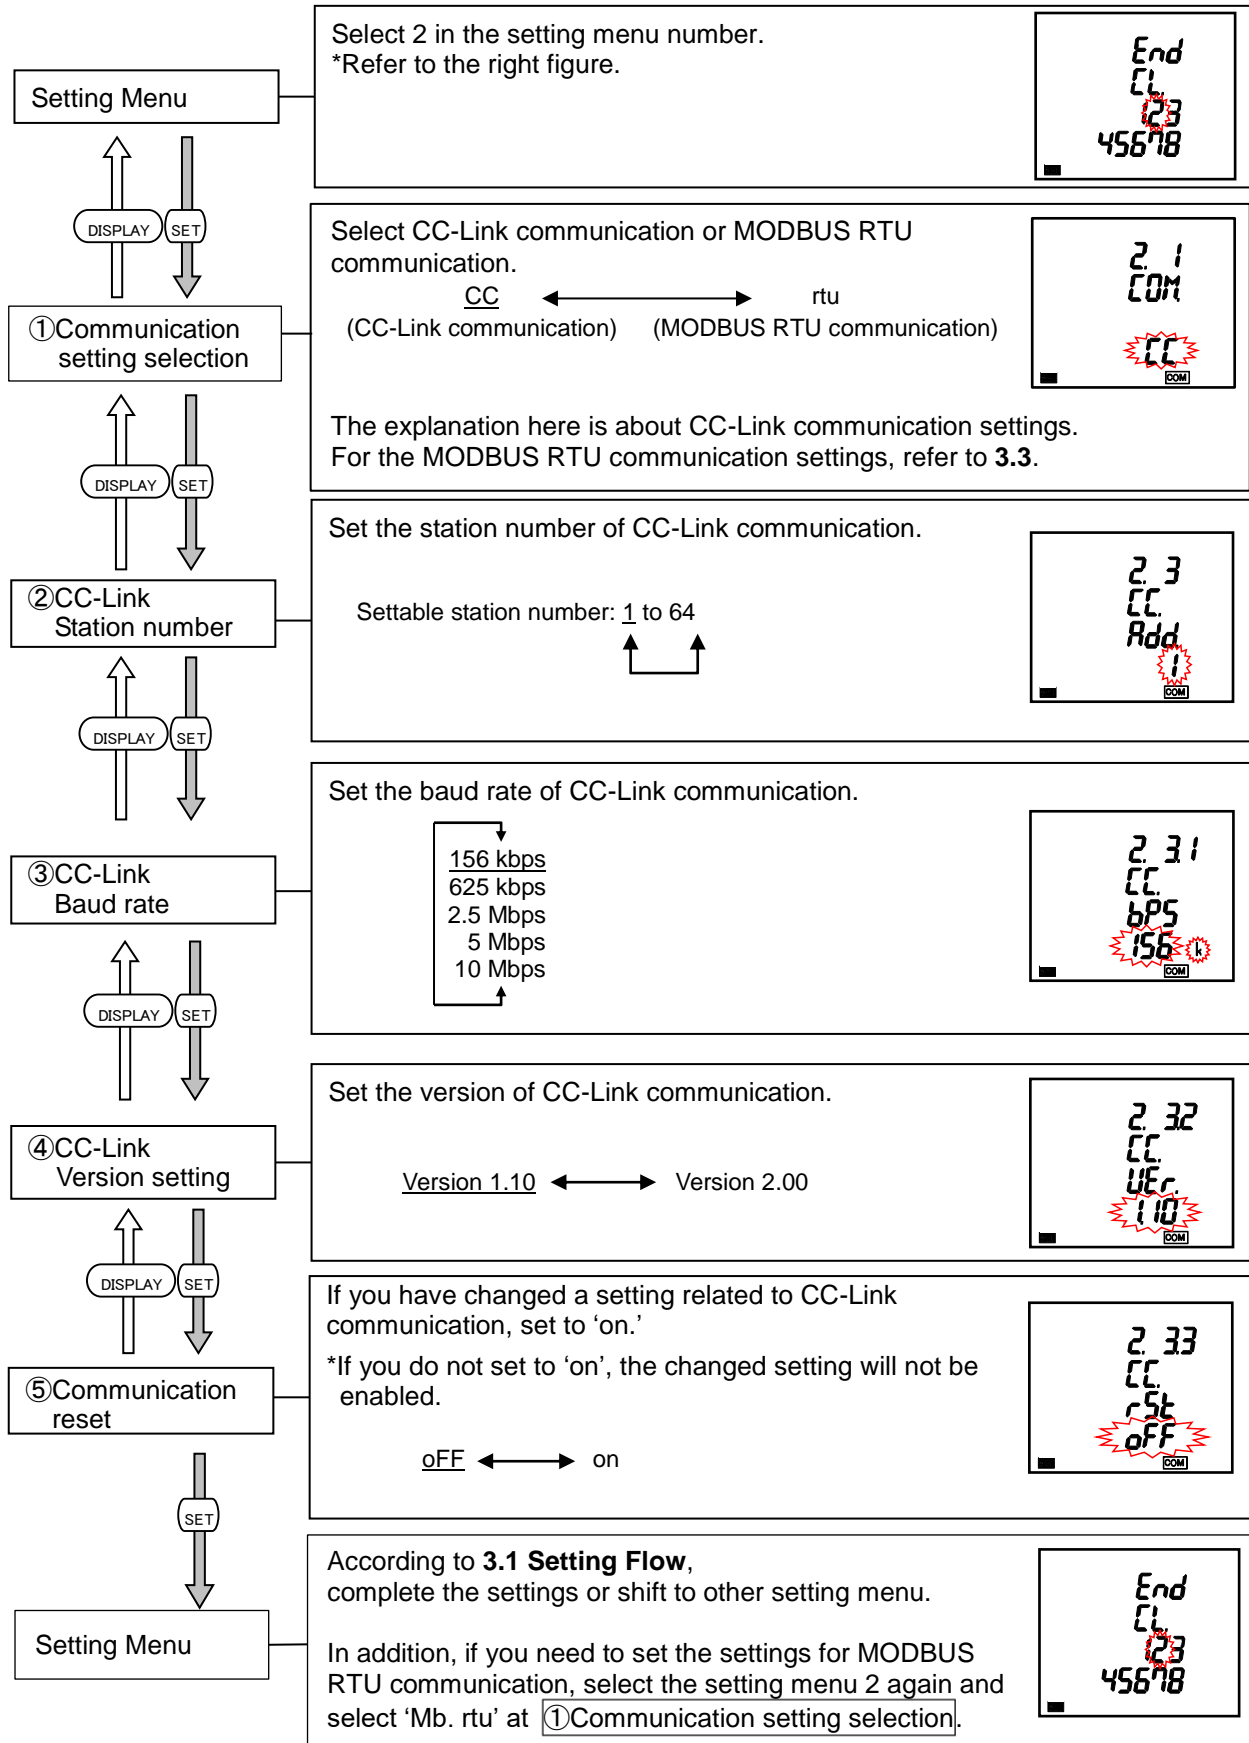 Setting Menu
Select 2 in the setting menu number.
*Refer to the right figure.
End
CL.
123
45678
DISPLAY SET
①Communication
setting selection
Select CC-Link communication or MODBUS RTU
communication.
CC rtu
(CC-Link communication) (MODBUS RTU communication)
The explanation here is about CC-Link communication settings.
For the MODBUS RTU communication settings, refer to 3.3.
2. 1
COM.
CC
COM
DISPLAY SET
②CC-Link
Station number
Set the station number of CC-Link communication.
Settable station number: 1 to 64
2. 3
CC.
Add.
1
COM
DISPLAY SET
③CC-Link
Baud rate
Set the baud rate of CC-Link communication.
156 kbps
625 kbps
2.5 Mbps
5 Mbps
10 Mbps
2. 3.1
CC.
bPS
156 k
COM
DISPLAY SET
④CC-Link
Version setting
Set the version of CC-Link communication.
Version 1.10 Version 2.00
2. 3.2
CC.
VEr.
1.10
COM
DISPLAY SET
⑤Communication
reset
If you have changed a setting related to CC-Link
communication, set to ‘on.’
*If you do not set to ‘on’, the changed setting will not be
enabled.
oFF on
2. 3.3
CC.
rSt
oFF
COM
SET
Setting Menu
According to 3.1 Setting Flow,
complete the settings or shift to other setting menu.
In addition, if you need to set the settings for MODBUS
RTU communication, select the setting menu 2 again and
select ‘Mb. rtu’ at ①Communication setting selection.
End
CL.
123
45678